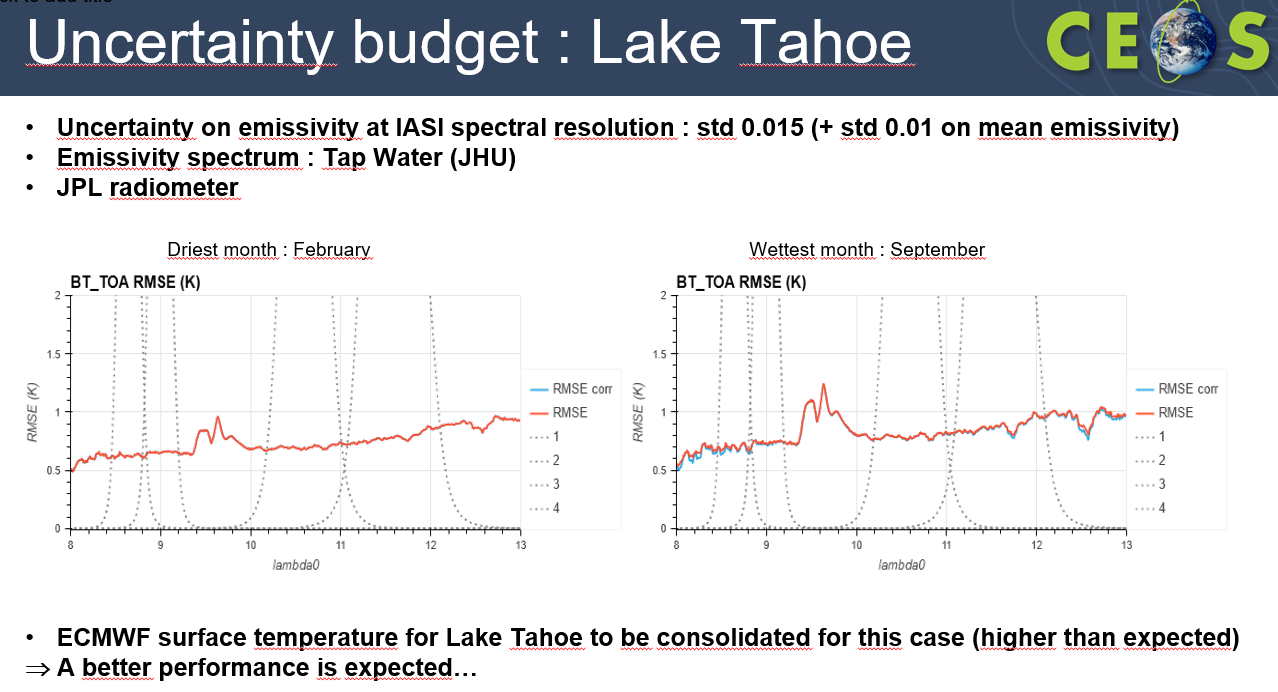 Uncertainty budget : Lake Tahoe
CEOS
• Uncertainty on emissivity at IASI spectral resolution : std 0.015 (+ std 0.01 on mean emissivity)
• Emissivity spectrum : Tap Water (JHU)
• JPL radiometer
Driest month : February
BT_TOA RMSE (K)
2
1.5
1
0.5
0
RMSE (K)
8 9 10 11 12 13
lambda0
RMSE corr
RMSE
1
2
3
4
Wettest month : September
BT_TOA RMSE (K)
2
1.5
1
0.5
0
RMSE (K)
8 9 10 11 12 13
lambda0
RMSE corr
RMSE
1
2
3
4
• ECMWF surface temperature for Lake Tahoe to be consolidated for this case (higher than expected)
⇒ A better performance is expected…